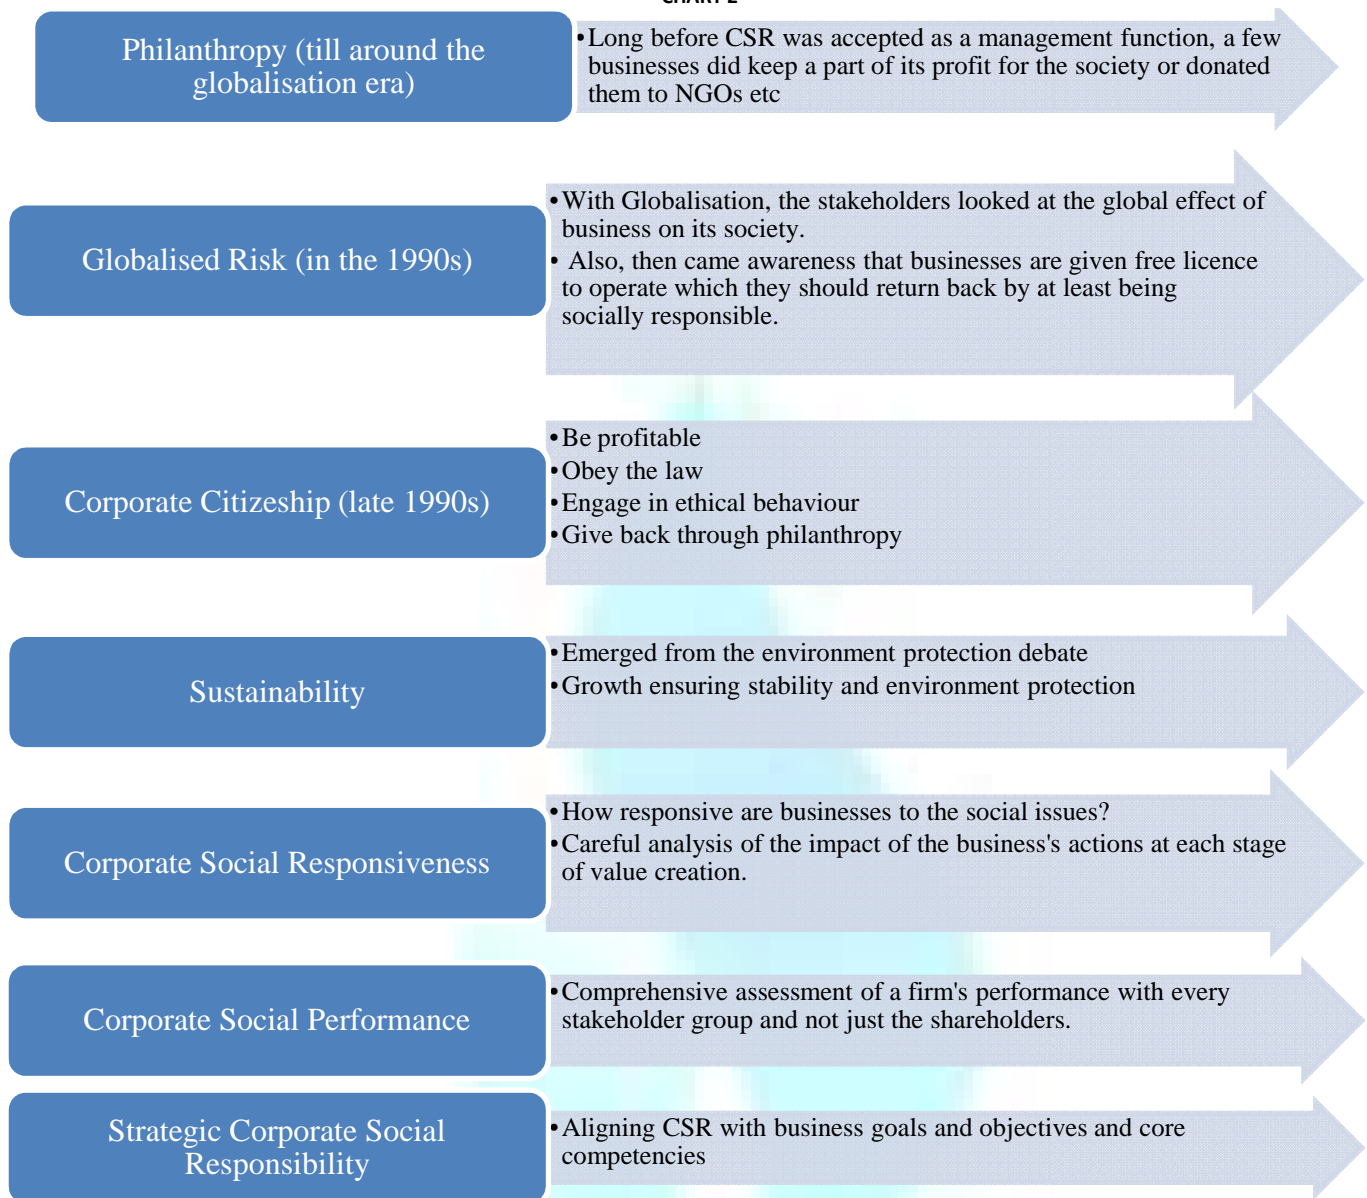 CHART 2
Philanthropy (till around the
globalisation era)
•Long before CSR was accepted as a management function, a few
businesses did keep a part of its profit for the society or donated
them to NGOs etc
Globalised Risk (in the 1990s)
•With Globalisation, the stakeholders looked at the global effect of
business on its society.
• Also, then came awareness that businesses are given free licence
to operate which they should return back by at least being
socially responsible.
Corporate Citizeship (late 1990s)
•Be profitable
•Obey the law
•Engage in ethical behaviour
•Give back through philanthropy
Sustainability
•Emerged from the environment protection debate
•Growth ensuring stability and environment protection
Corporate Social Responsiveness
•How responsive are businesses to the social issues?
•Careful analysis of the impact of the business's actions at each stage
of value creation.
Corporate Social Performance
•Comprehensive assessment of a firm's performance with every
stakeholder group and not just the shareholders.
Strategic Corporate Social
Responsibility
•Aligning CSR with business goals and objectives and core
competencies